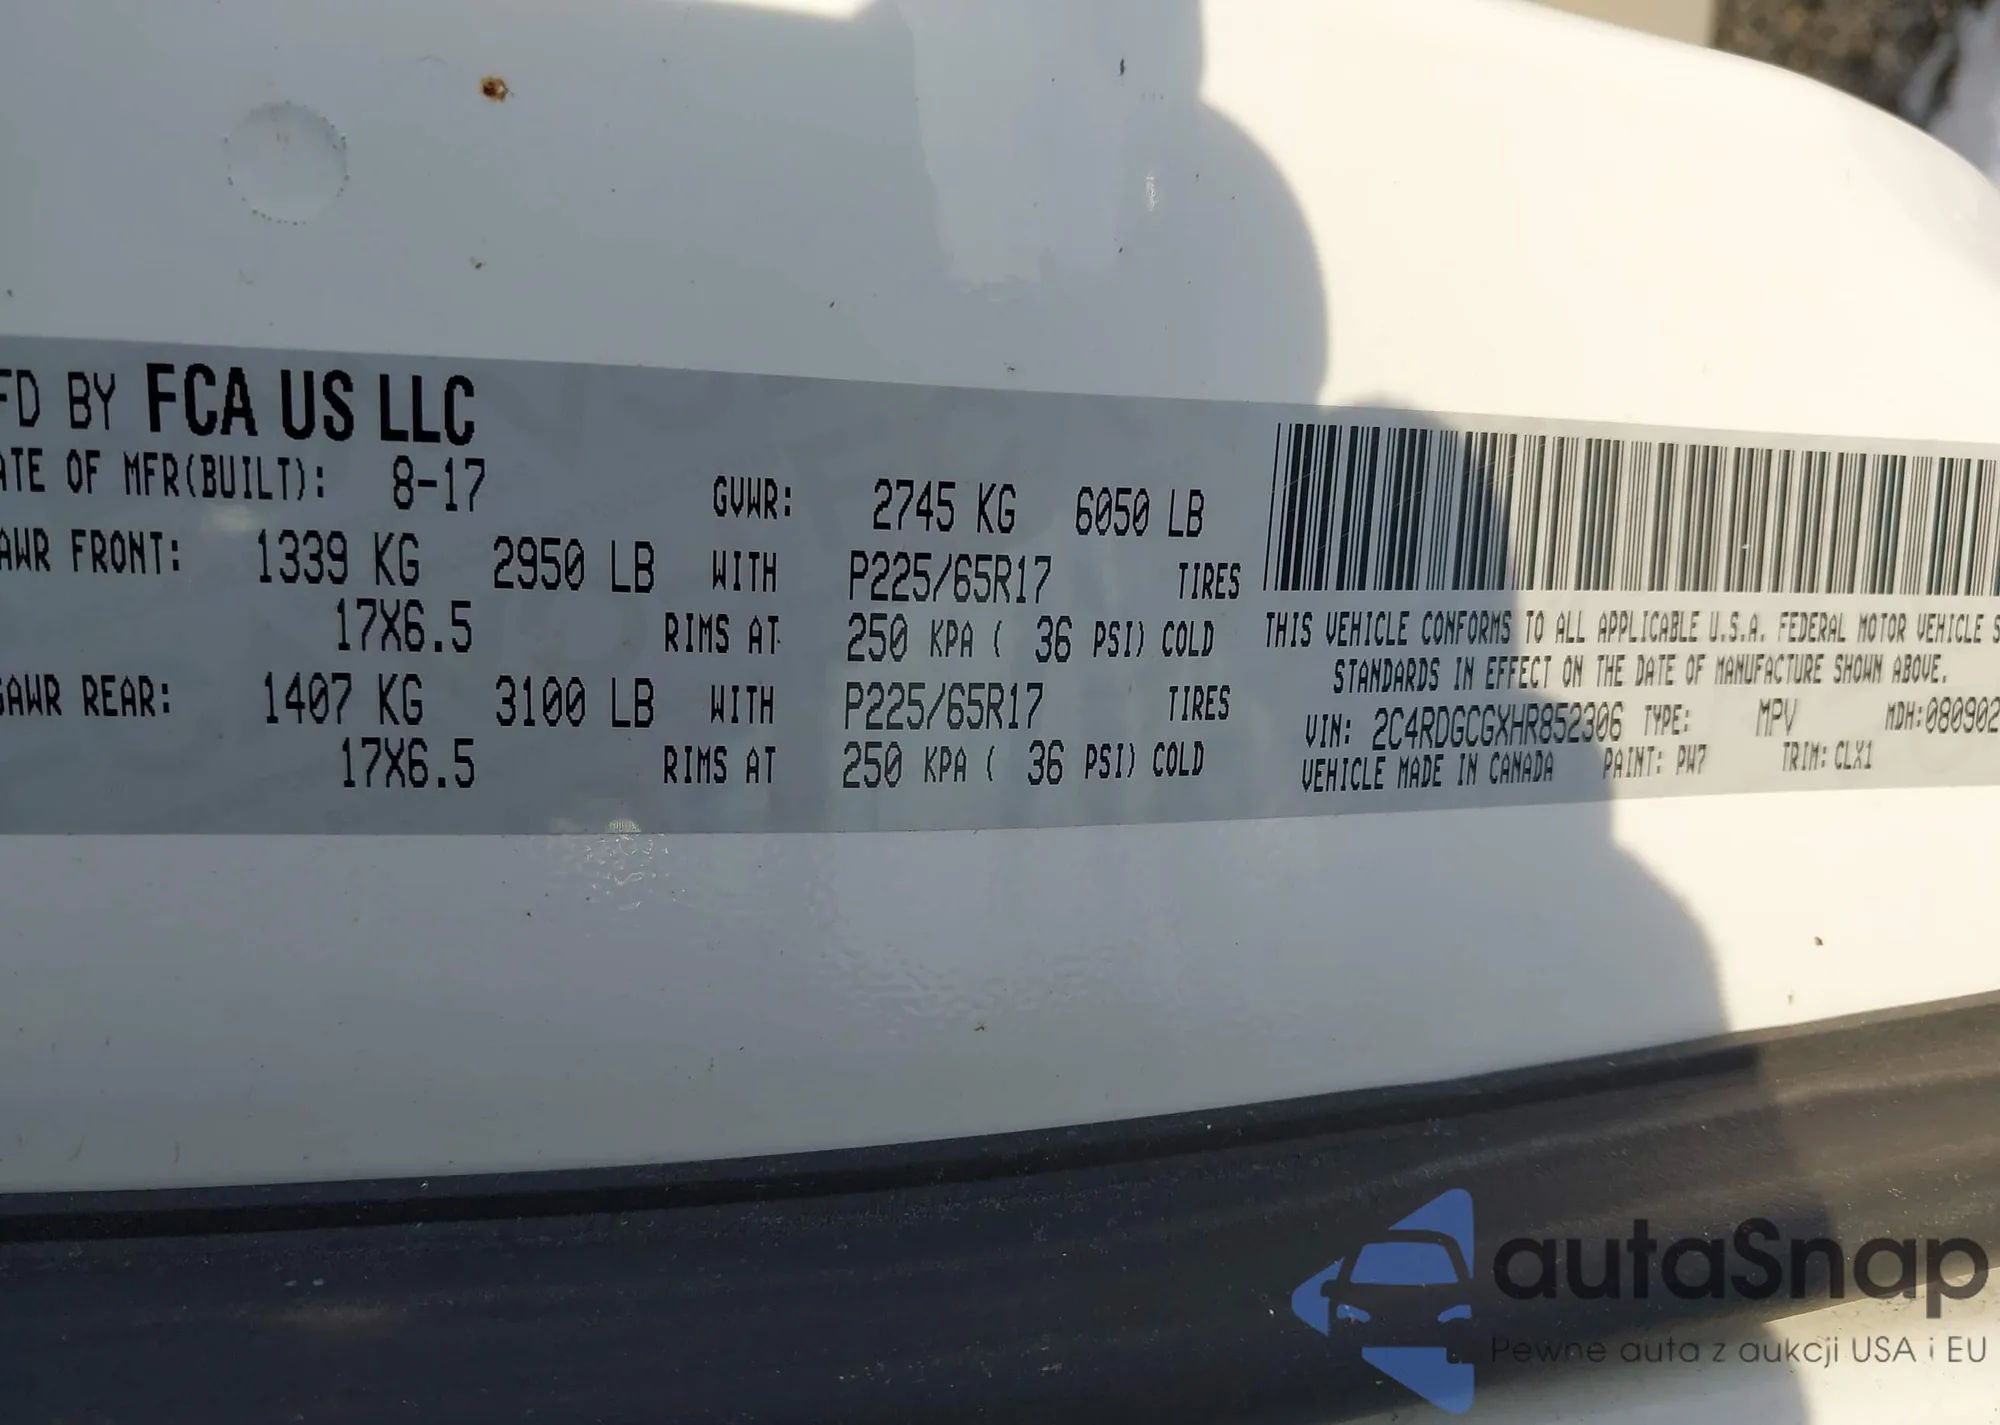 FD BY FCA US LLC
ATE OF MFR(BUILT): 8-17
GVWR: 2745 KG 6050 LB
AWR FRONT: 1339 KG 2950 LB WITH P225/65R17 TIRES
17X6.5 RIMS AT 250 KPA ( 36 PSI) COLD
GAWR REAR: 1407 KG 3100 LB WITH P225/65R17 TIRES
17X6.5 RIMS AT 250 KPA ( 36 PSI) COLD
THIS VEHICLE CONFORMS TO ALL APPLICABLE U.S.A. FEDERAL MOTOR VEHICLE S
STANDARDS IN EFFECT ON THE DATE OF MANUFACTURE SHOWN ABOVE.
VIN: 2C4RDGCGXHR852306 TYPE: MPV MDH:080902
VEHICLE MADE IN CANADA PAINT: PW7 TRIM: CLX1
autaSnap
Pewne auta z aukcji USA i EU